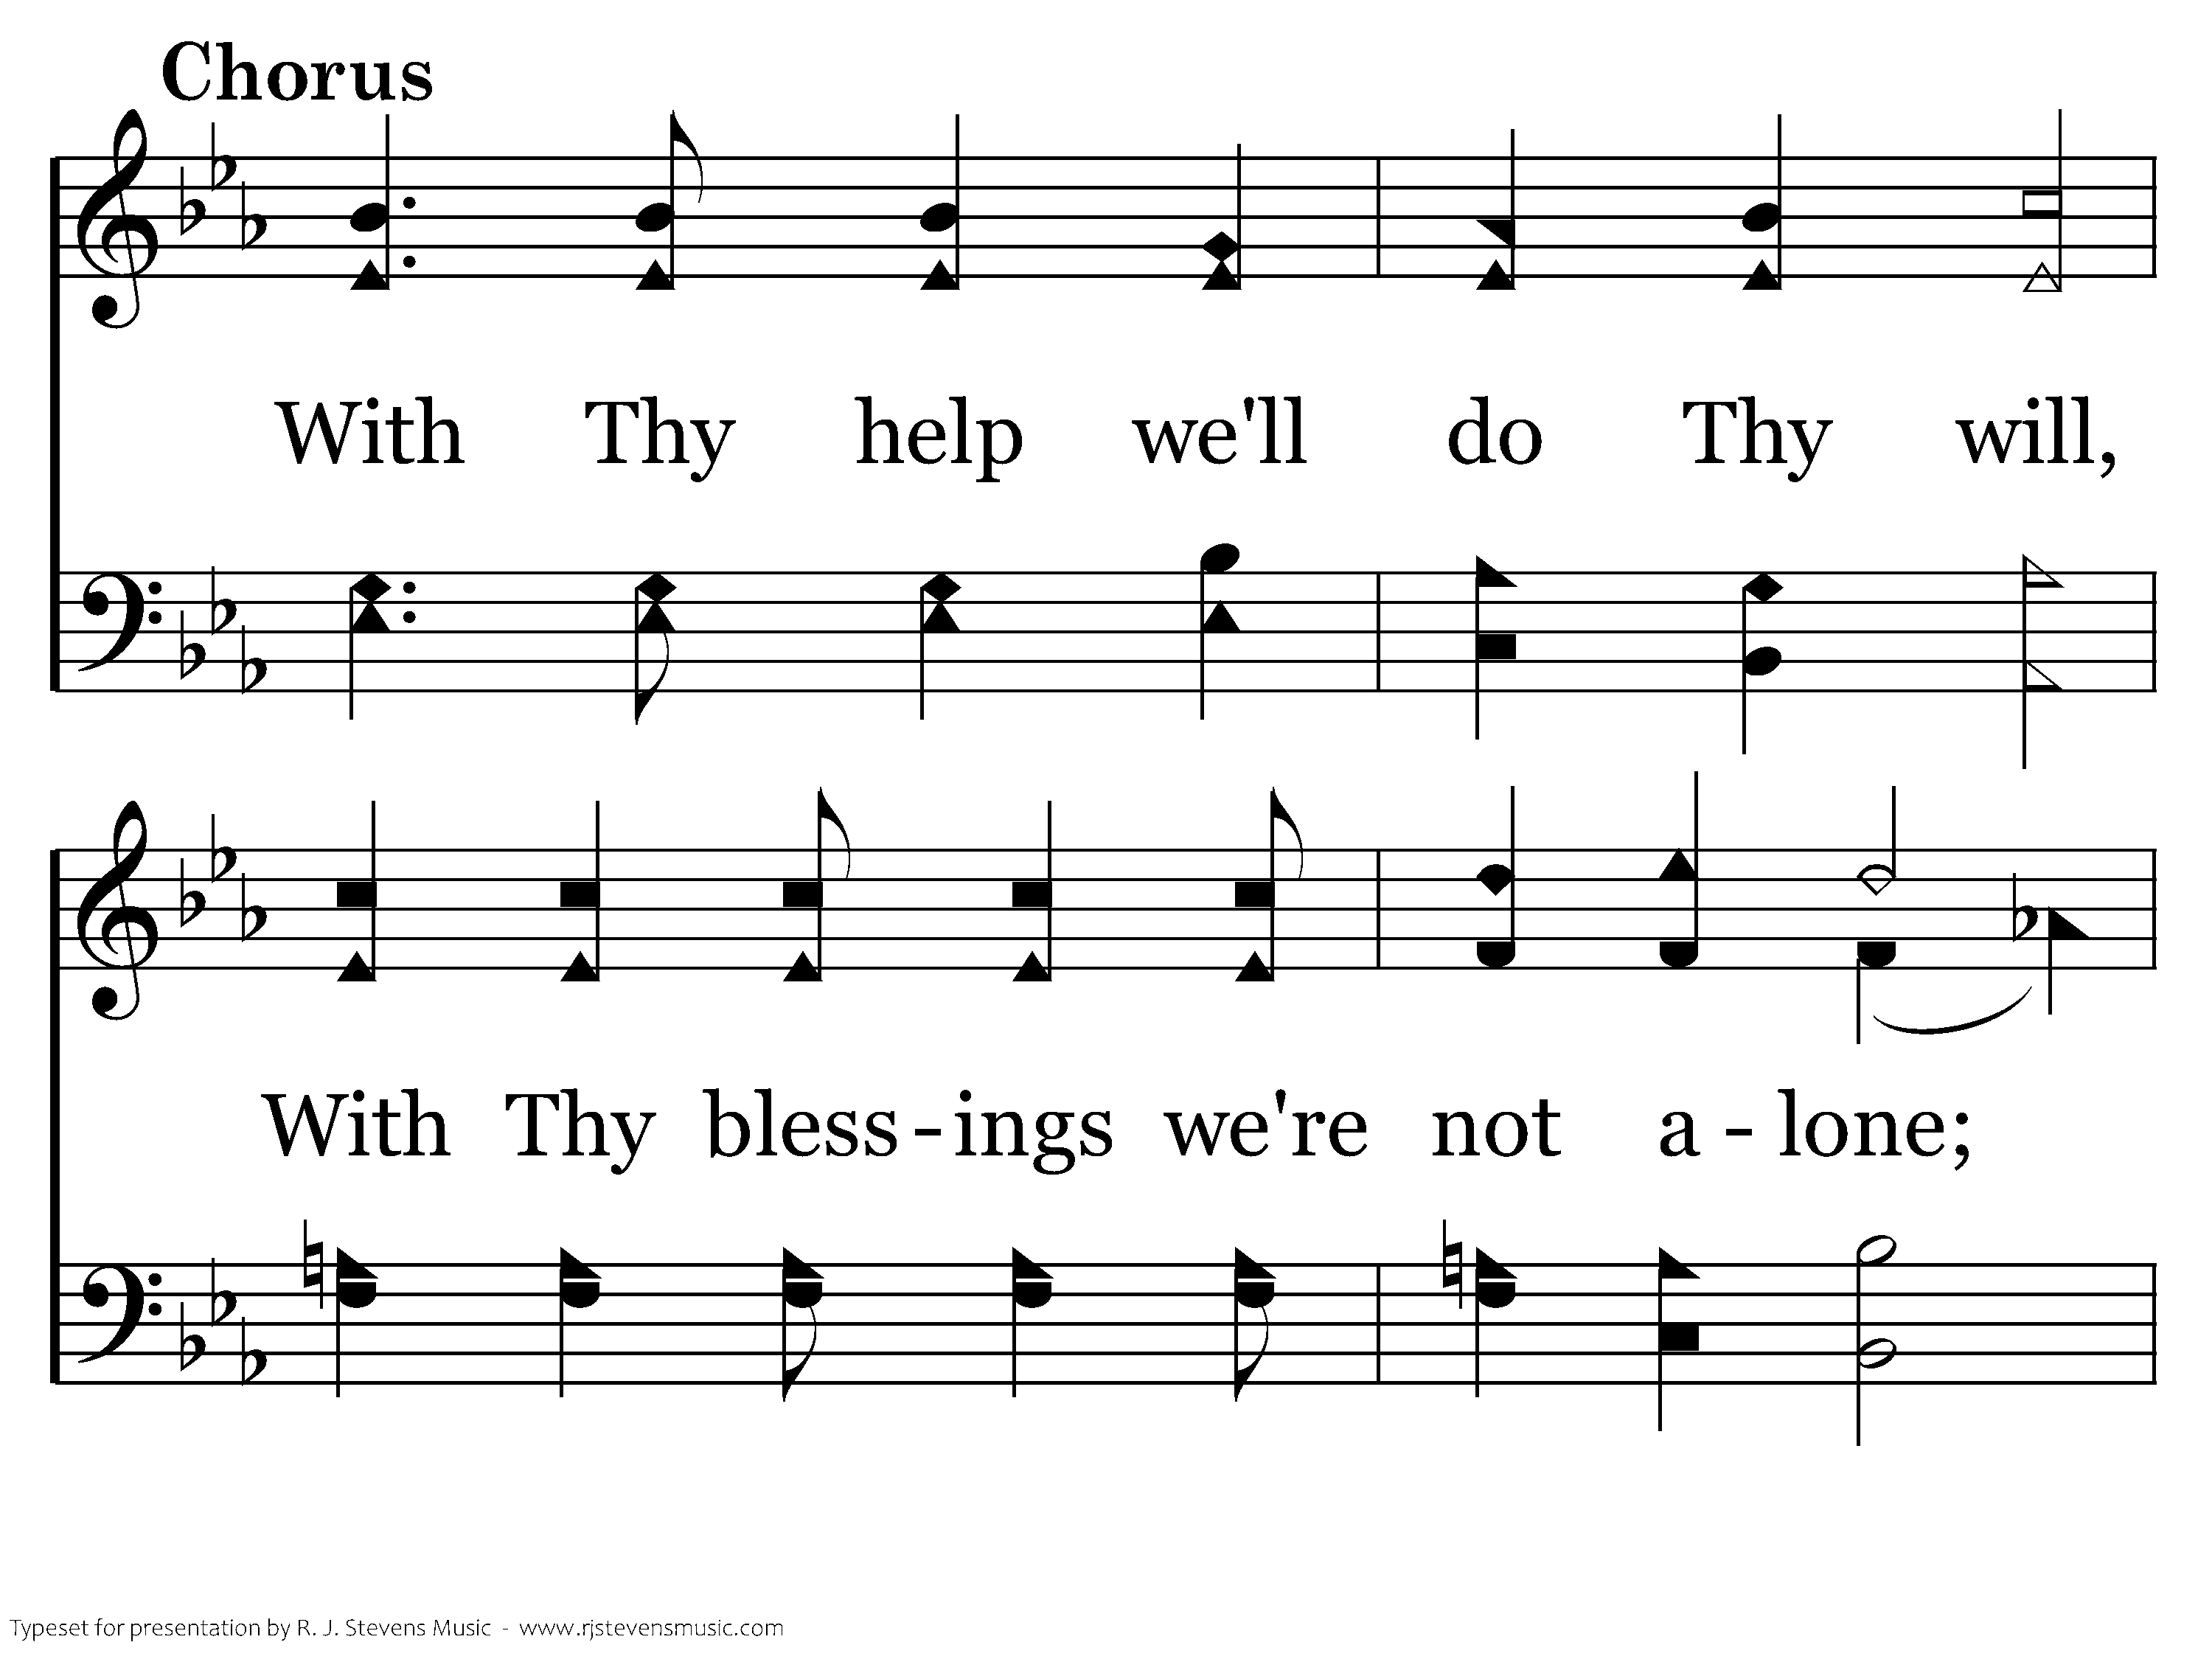 Chorus
With Thy help we'll do Thy will,
With Thy bless-ings we're not a-lone;
Typeset for presentation by R. J. Stevens Music - www.rjstevensmusic.com